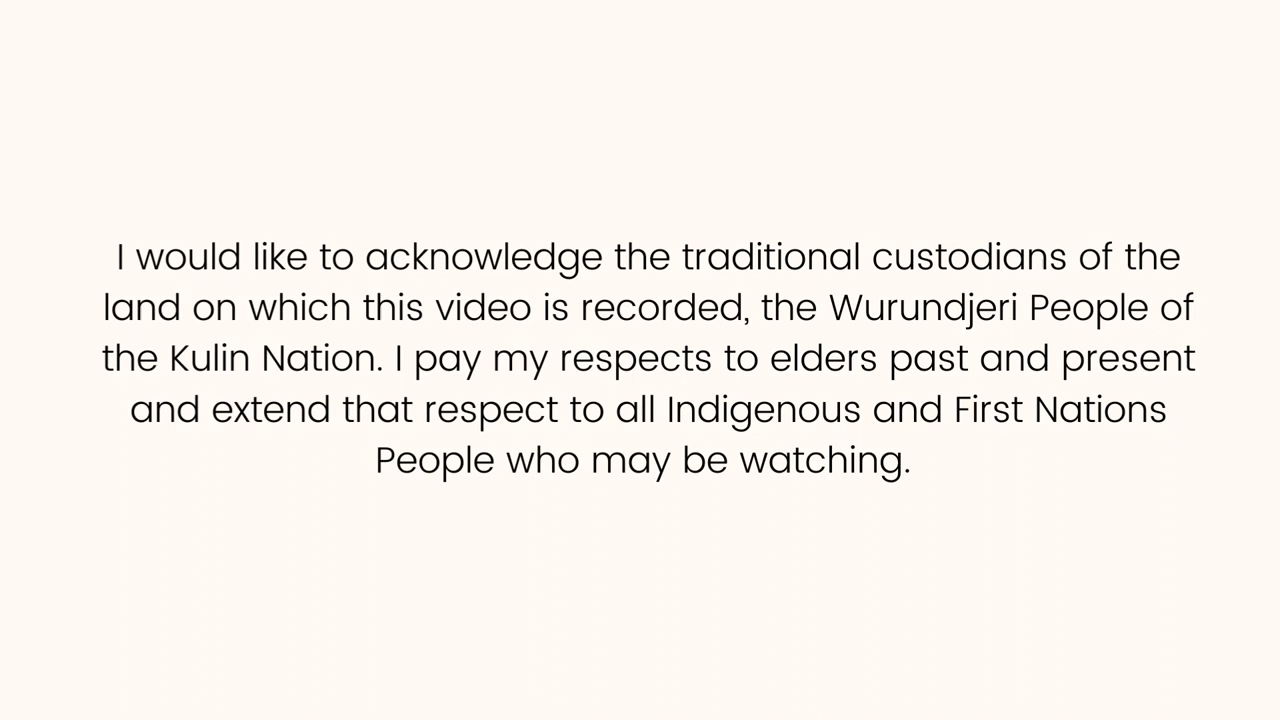 I would like to acknowledge the traditional custodians of the
land on which this video is recorded, the Wurundjeri People of
the Kulin Nation. I pay my respects to elders past and present
and extend that respect to all Indigenous and First Nations
People who may be watching.